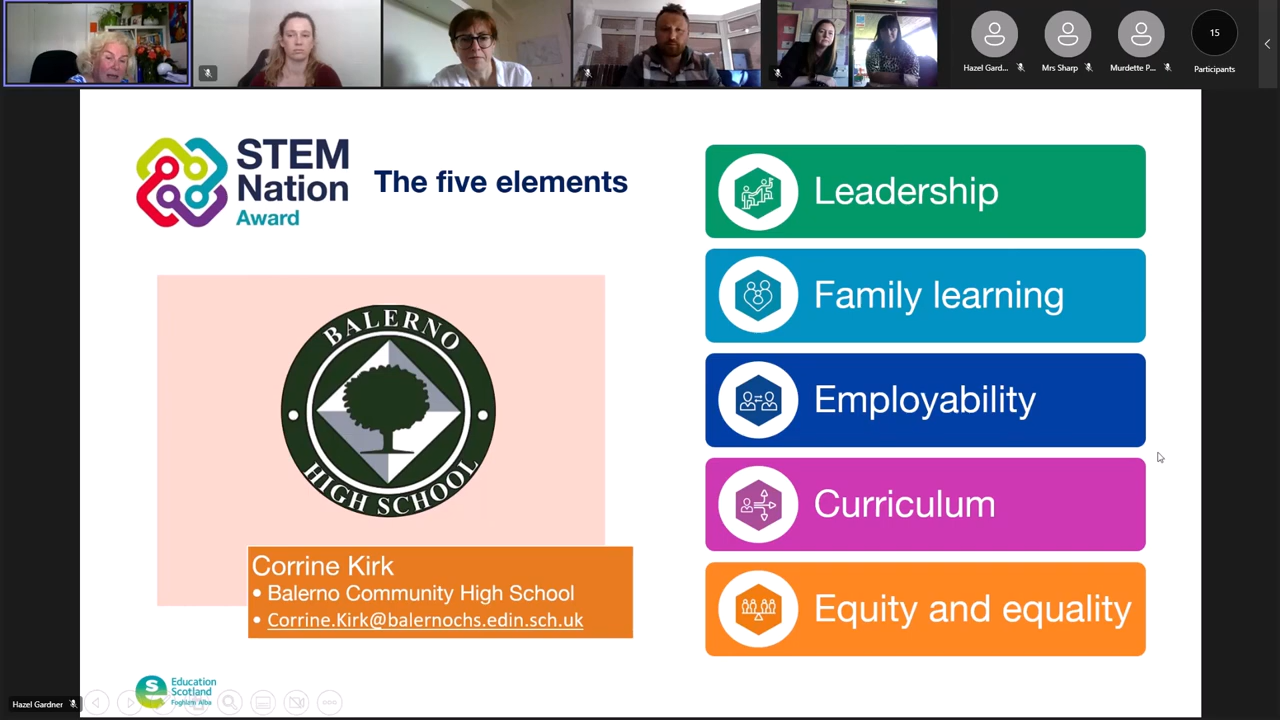 Hazel Gard...
Mrs Sharp
Murdette P...
15
Participants
STEM
Nation
Award
The five elements
BALERNO
HIGH SCHOOL
Corrine Kirk
• Balerno Community High School
• Corrine.Kirk@balernochs.edin.sch.uk
Leadership
Family learning
Employability
Curriculum
Equity and equality
Education
Scotland
Foghlam Alba
Hazel Gardner